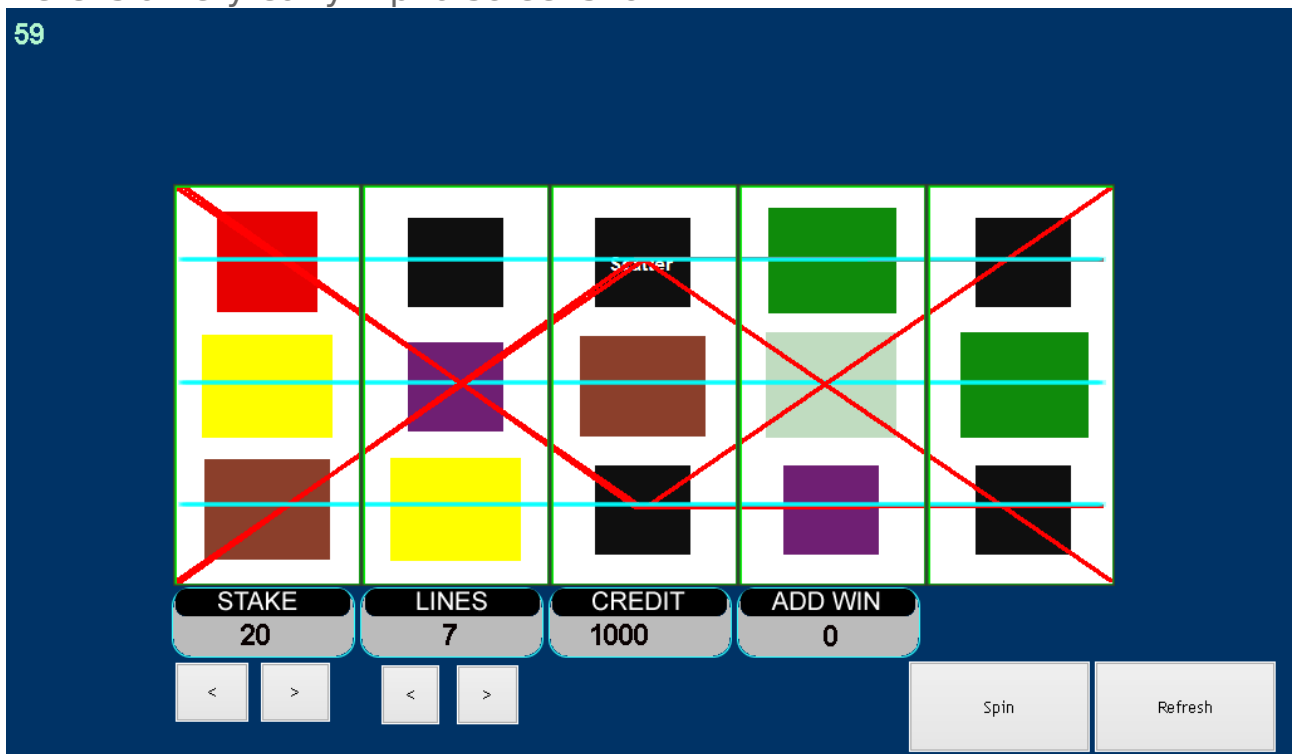 59
Scatter
STAKE LINES CREDIT ADD WIN
20 7 1000 0
< > < > Spin Refresh